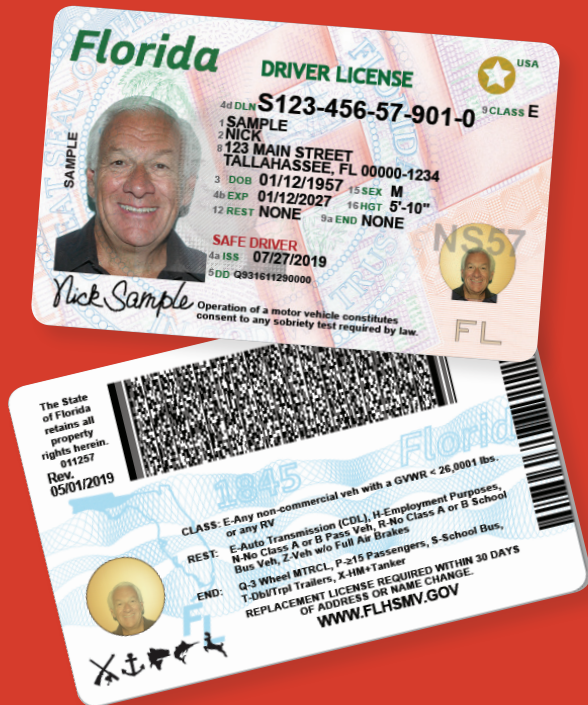 Florida
DRIVER LICENSE
USA
4d DLN S123-456-57-901-0
9 CLASS E
1 SAMPLE
2 NICK
8 123 MAIN STREET
TALLAHASSEE, FL 00000-1234
3 DOB 01/12/1957 15 SEX M
4b EXP 01/12/2027 16 HGT 5'-10"
12 REST NONE 9a END NONE
SAFE DRIVER
4a ISS 07/27/2019
5 DD Q931611290000
SAMPLE
NS57
FL
Nick Sample
Operation of a motor vehicle constitutes
consent to any sobriety test required by law.
The State
of Florida
retains all
property
rights herein.
011257
Rev.
05/01/2019
1845
Florida
CLASS: E-Any non-commercial veh with a GVWR < 26,0001 lbs.
or any RV
REST: E-Auto Transmission (CDL), H-Employment Purposes,
N-No Class A or B Pass Veh, R-No Class A or B School
Bus Veh, Z-Veh w/o Full Air Brakes
END: Q-3 Wheel MTRCL, P-≥15 Passengers, S-School Bus,
T-Dbl/Trpl Trailers, X-HM+Tanker
REPLACEMENT LICENSE REQUIRED WITHIN 30 DAYS
OF ADDRESS OR NAME CHANGE.
WWW.FLHSMV.GOV
FL